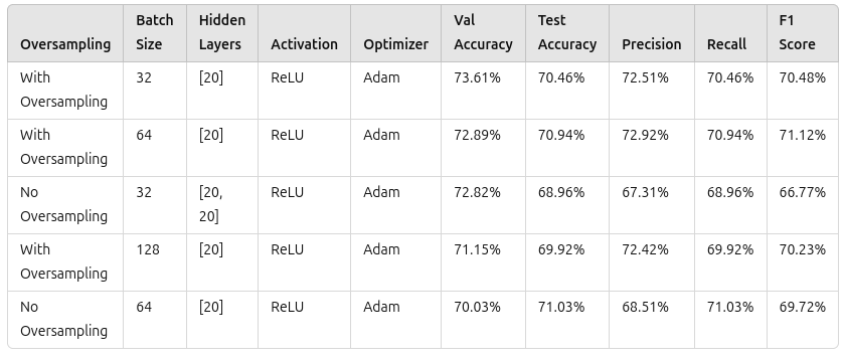 Oversampling Batch Size Hidden Layers Activation Optimizer Val Accuracy Test Accuracy Precision Recall F1 Score
With Oversampling 32 [20] ReLU Adam 73.61% 70.46% 72.51% 70.46% 70.48%
With Oversampling 64 [20] ReLU Adam 72.89% 70.94% 72.92% 70.94% 71.12%
No Oversampling 32 [20, 20] ReLU Adam 72.82% 68.96% 67.31% 68.96% 66.77%
With Oversampling 128 [20] ReLU Adam 71.15% 69.92% 72.42% 69.92% 70.23%
No Oversampling 64 [20] ReLU Adam 70.03% 71.03% 68.51% 71.03% 69.72%